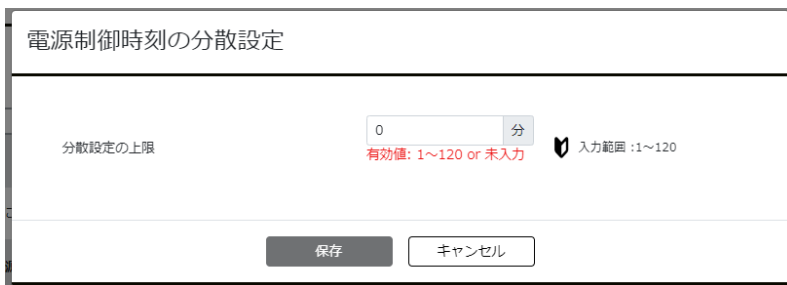 電源制御時刻の分散設定
分散設定の上限
0 分
有効値: 1～120 or 未入力
入力範囲 :1～120
保存 キャンセル